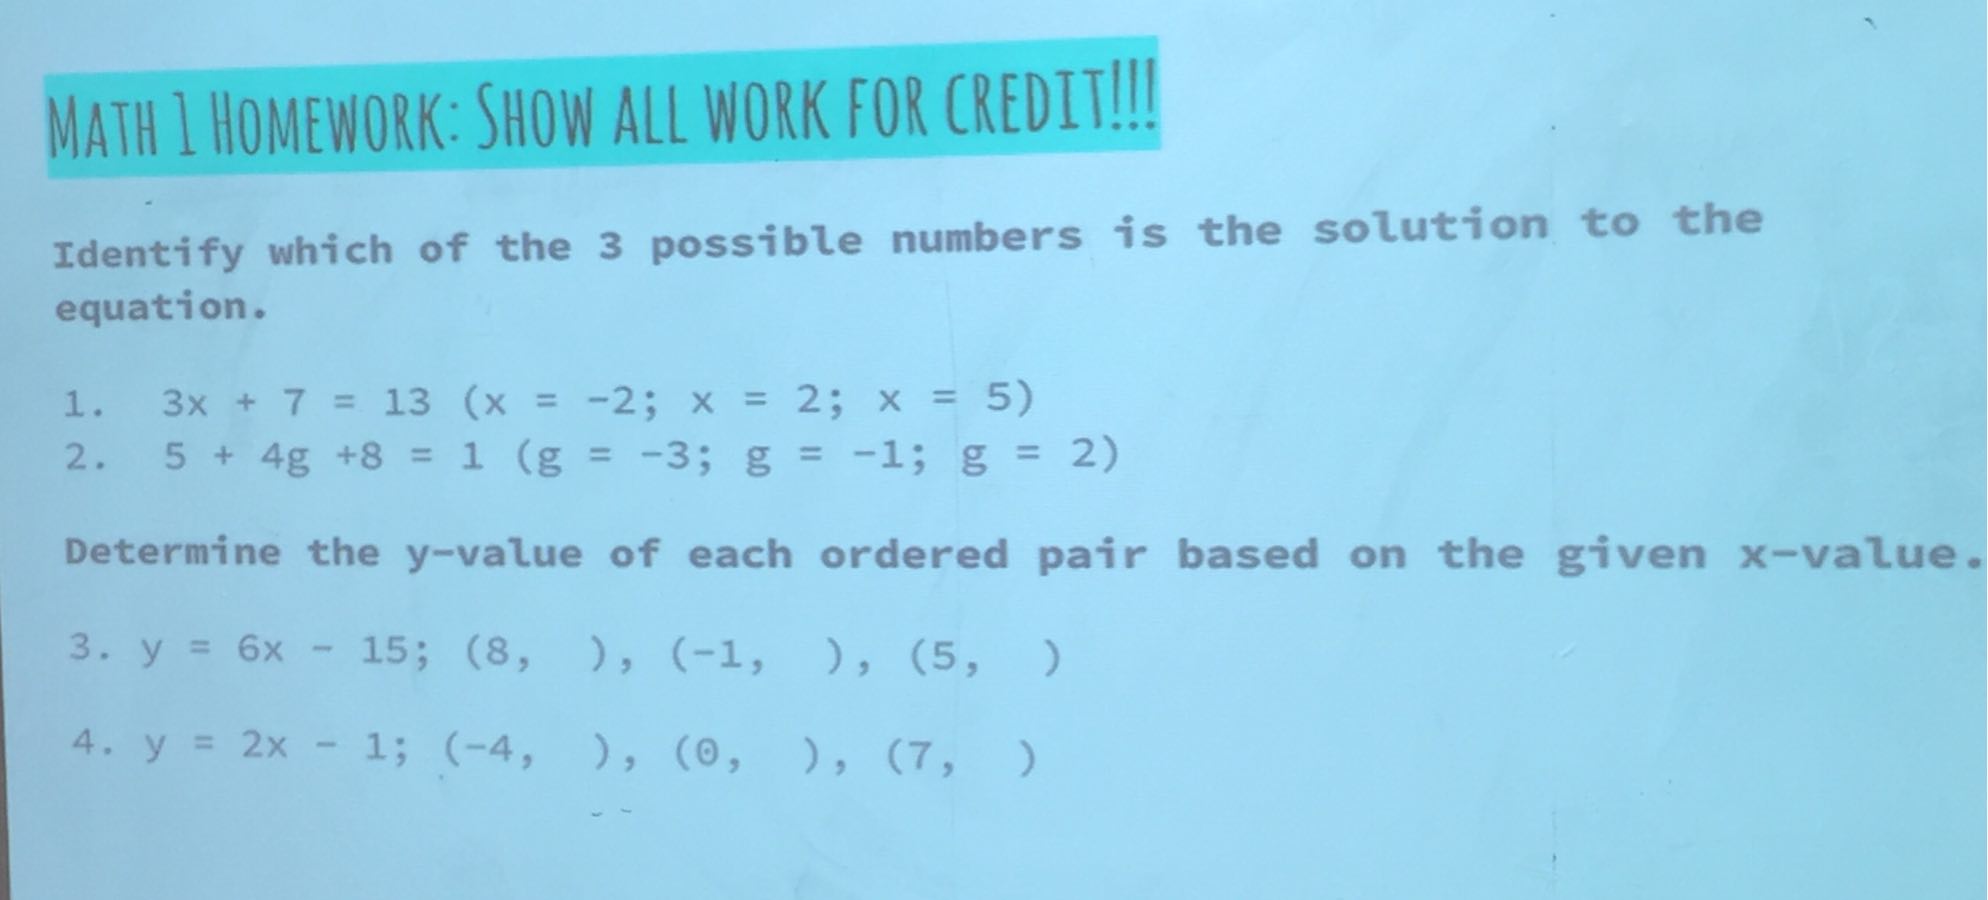 MATH 1 HOMEWORK: SHOW ALL WORK FOR CREDIT!!!
Identify which of the 3 possible numbers is the solution to the
equation.
1. 3x + 7 = 13 (x = -2; x = 2; x = 5)
2. 5 + 4g +8 = 1 (g = -3; g = -1; g = 2)
Determine the y-value of each ordered pair based on the given x-value.
3. y = 6x - 15; (8, ), (-1, ), (5, )
4. y = 2x - 1; (-4, ), (0, ), (7, )